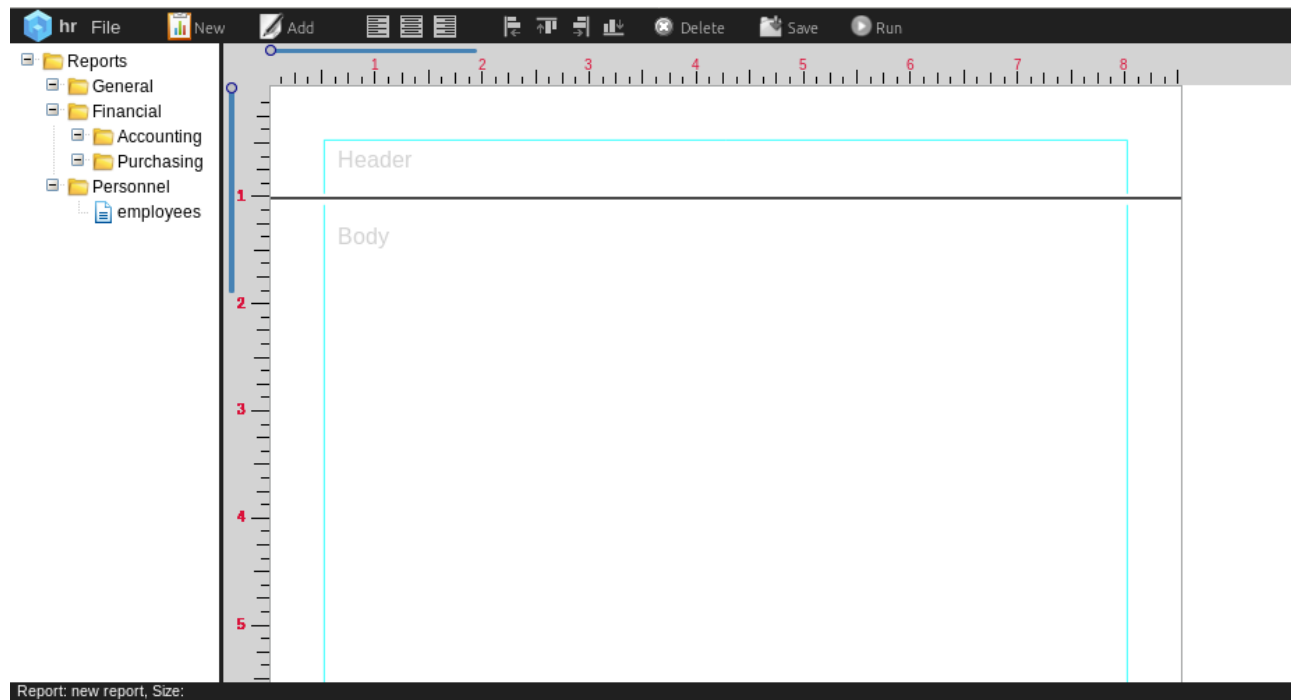 hr File New Add Delete Save Run
Reports
General
Financial
Accounting
Purchasing
Personnel
employees
1 2 3 4 5 6 7 8
Header
1
Body
2
3
4
5
Report: new report, Size: